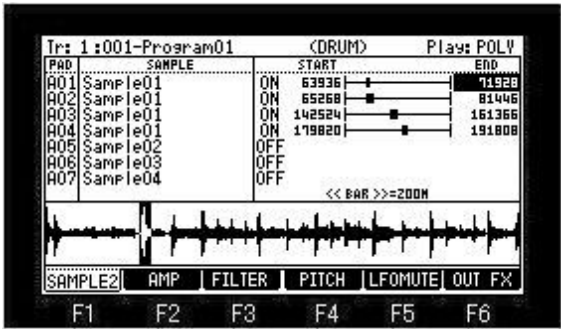 Tr: 1:001-Program01 (DRUM) Play: POLY
PAD SAMPLE START END
A01 Sample01 ON 63936 71928
A02 Sample01 ON 65268 81446
A03 Sample01 ON 142524 161366
A04 Sample01 ON 179820 191808
A05 Sample02 OFF
A06 Sample03 OFF
A07 Sample04 OFF
<< BAR >>=ZOOM
SAMPLE2 AMP FILTER PITCH LFOMUTE OUT FX
F1 F2 F3 F4 F5 F6